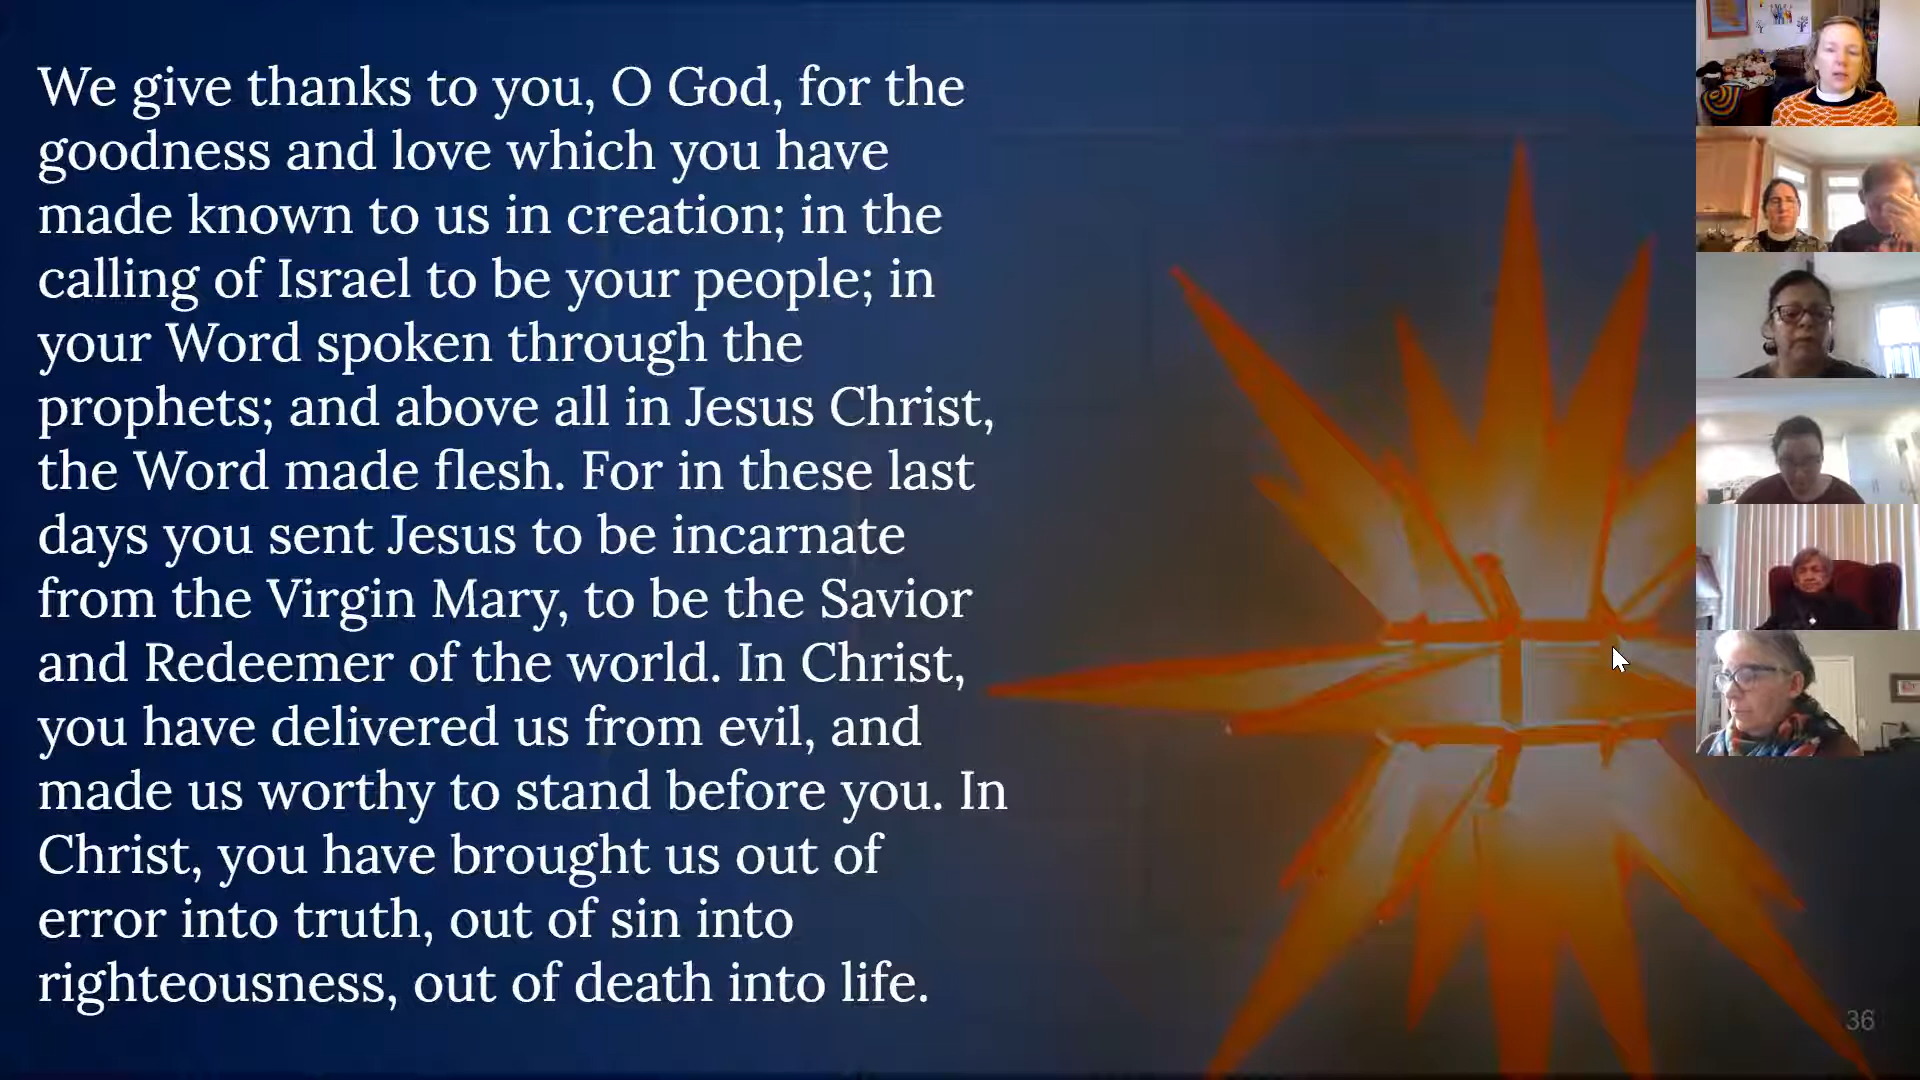 We give thanks to you, O God, for the
goodness and love which you have
made known to us in creation; in the
calling of Israel to be your people; in
your Word spoken through the
prophets; and above all in Jesus Christ,
the Word made flesh. For in these last
days you sent Jesus to be incarnate
from the Virgin Mary, to be the Savior
and Redeemer of the world. In Christ,
you have delivered us from evil, and
made us worthy to stand before you. In
Christ, you have brought us out of
error into truth, out of sin into
righteousness, out of death into life.
36